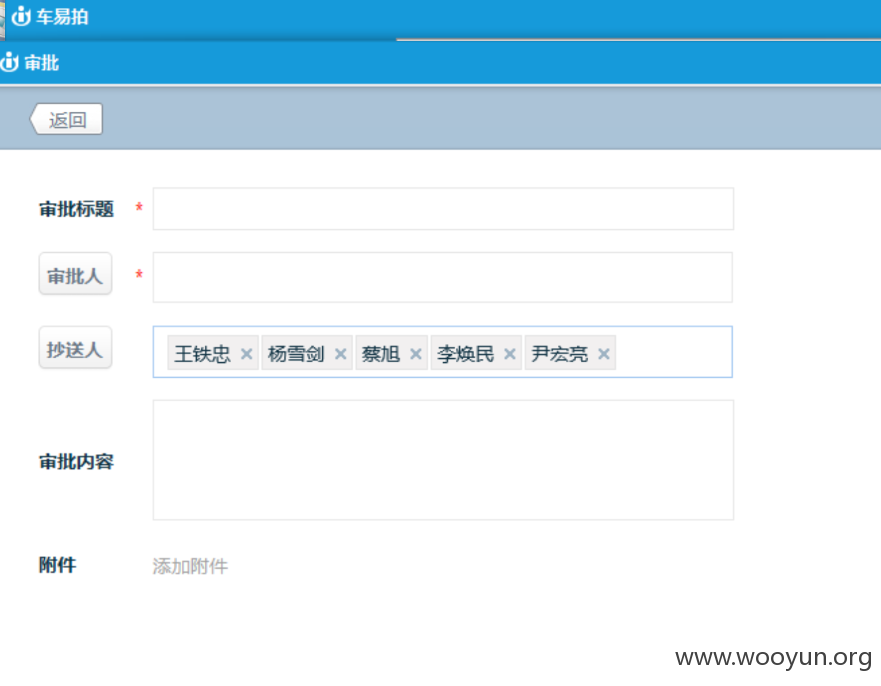 车易拍
审批
返回
审批标题 *
审批人 *
抄送人 王铁忠 × 杨雪剑 × 蔡旭 × 李焕民 × 尹宏亮 ×
审批内容
附件 添加附件
www.wooyun.org